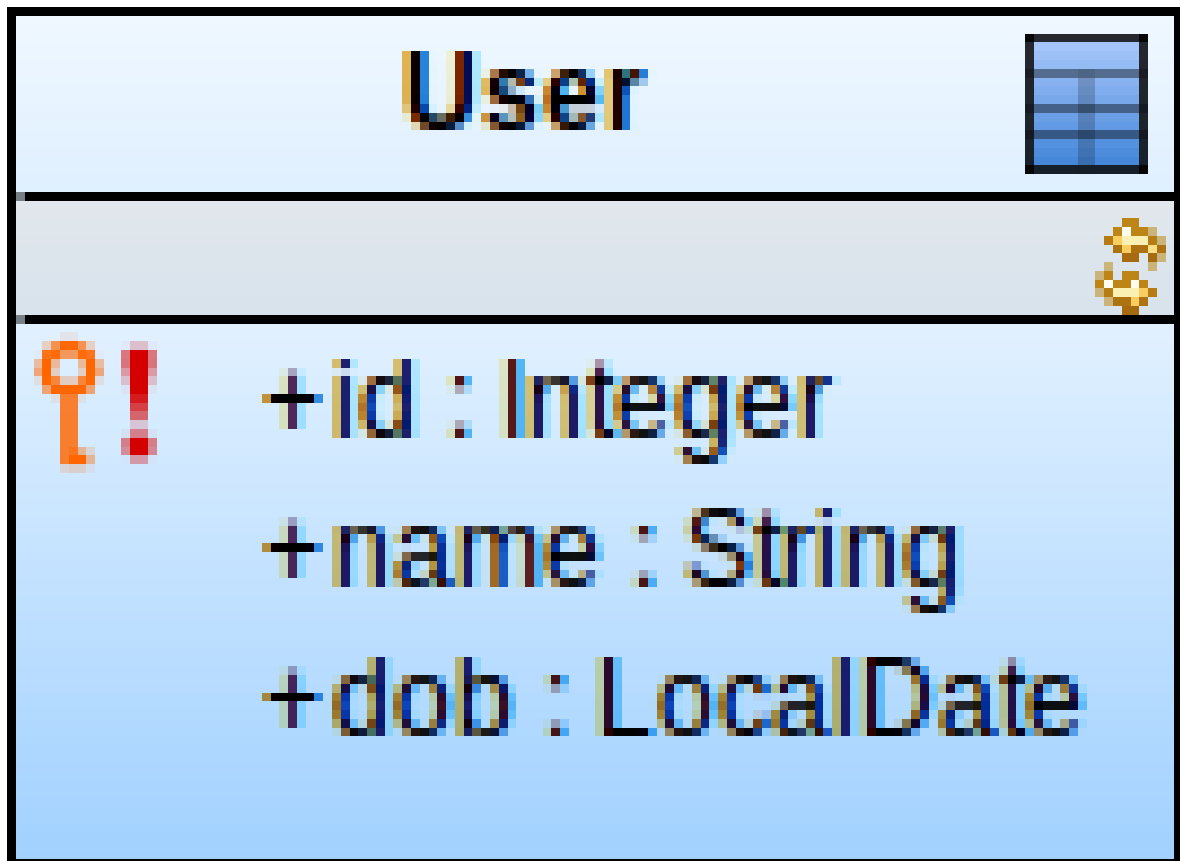 User
+id : Integer
+name : String
+dob : LocalDate